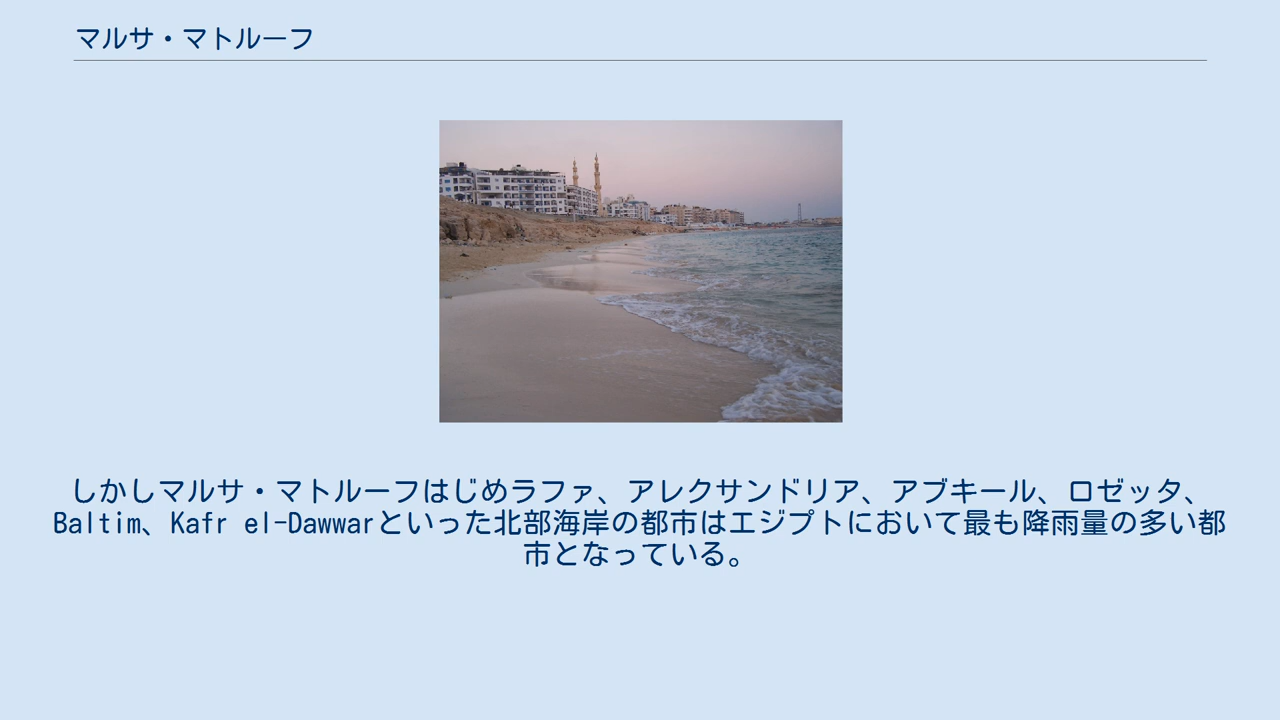 マルサ・マトルーフ
しかしマルサ・マトルーフはじめラファ、アレクサンドリア、アブキール、ロゼッタ、
Baltim、Kafr el-Dawwarといった北部海岸の都市はエジプトにおいて最も降雨量の多い都
市となっている。